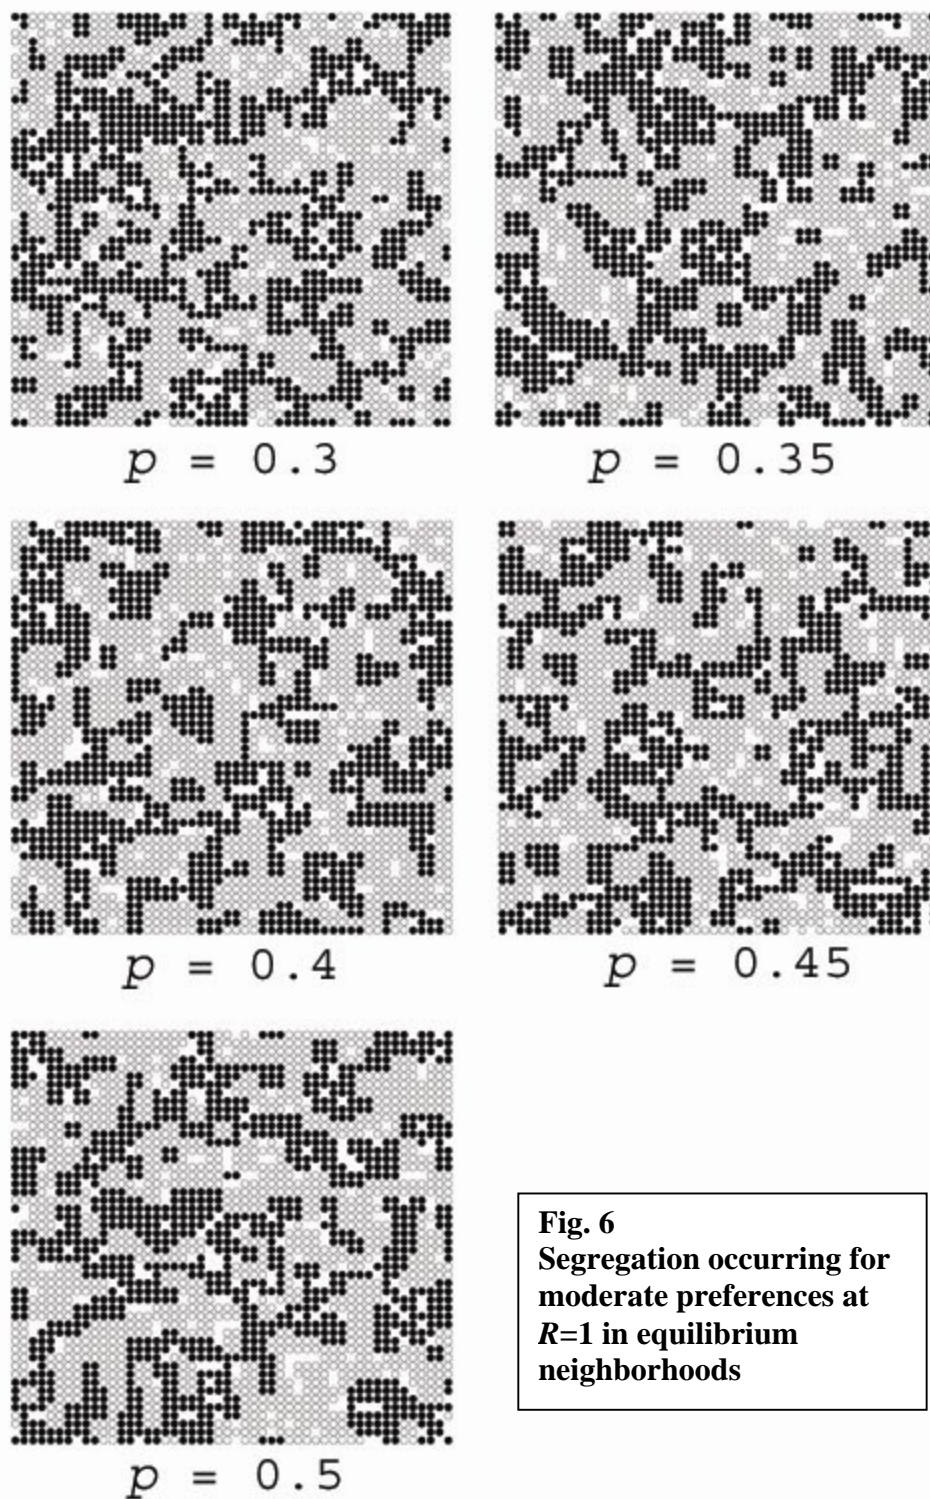 p = 0.3
p = 0.35
p = 0.4
p = 0.45
p = 0.5
Fig. 6
Segregation occurring for
moderate preferences at
R=1 in equilibrium
neighborhoods